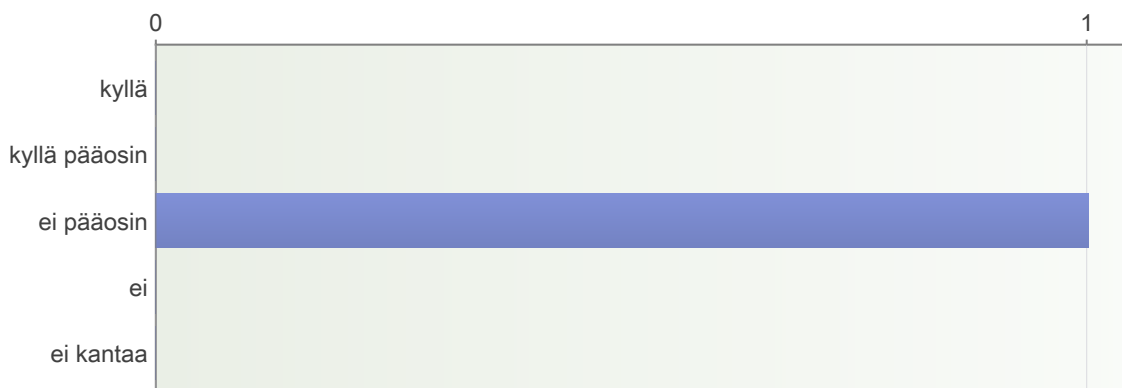 0 1
kyllä
kyllä pääosin
ei pääosin
ei
ei kantaa